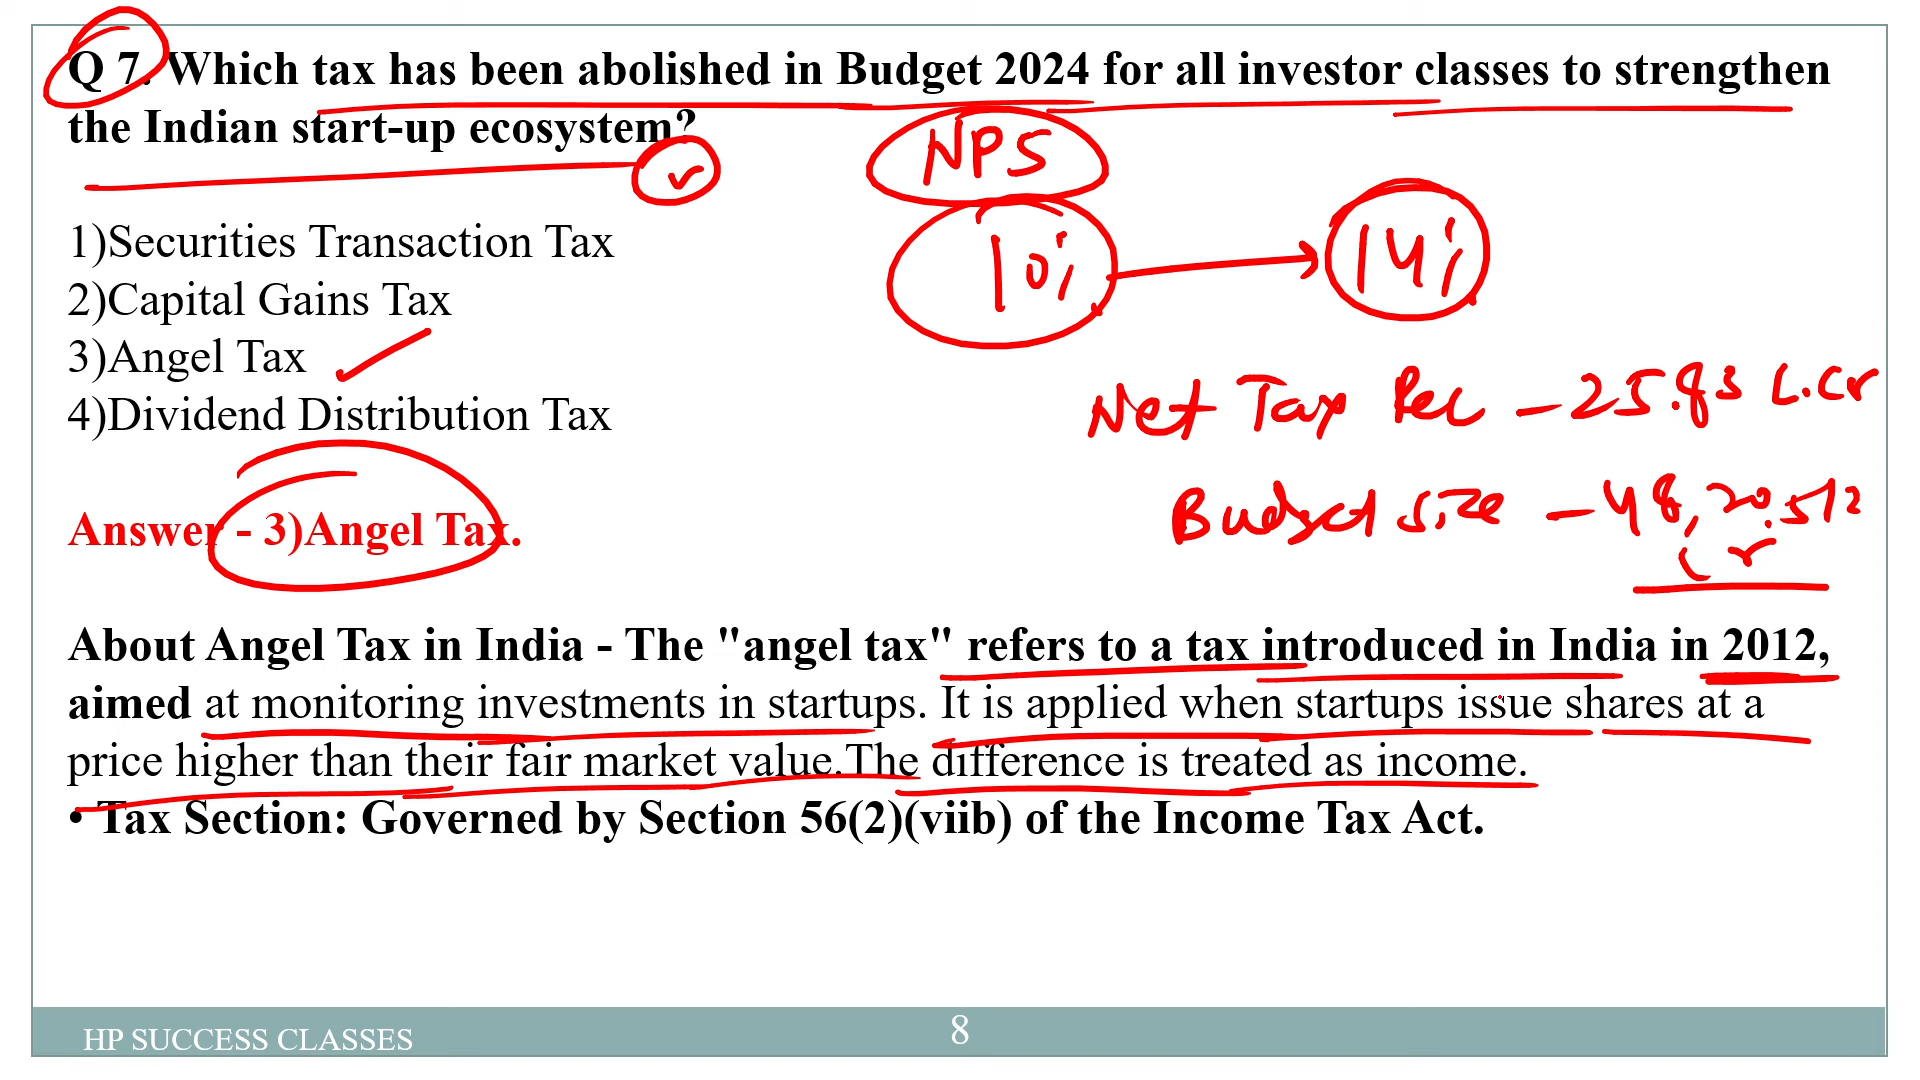 Q 7. Which tax has been abolished in Budget 2024 for all investor classes to strengthen
the Indian start-up ecosystem?
NPS
1)Securities Transaction Tax
10% → 14%
2)Capital Gains Tax
3)Angel Tax
Net Tax Rec - 25.83 L.Cr
4)Dividend Distribution Tax
Budget Size - 48,20.512
Cr
Answer - 3)Angel Tax.
About Angel Tax in India - The "angel tax" refers to a tax introduced in India in 2012,
aimed at monitoring investments in startups. It is applied when startups issue shares at a
price higher than their fair market value.The difference is treated as income.
• Tax Section: Governed by Section 56(2)(viib) of the Income Tax Act.
HP SUCCESS CLASSES
8